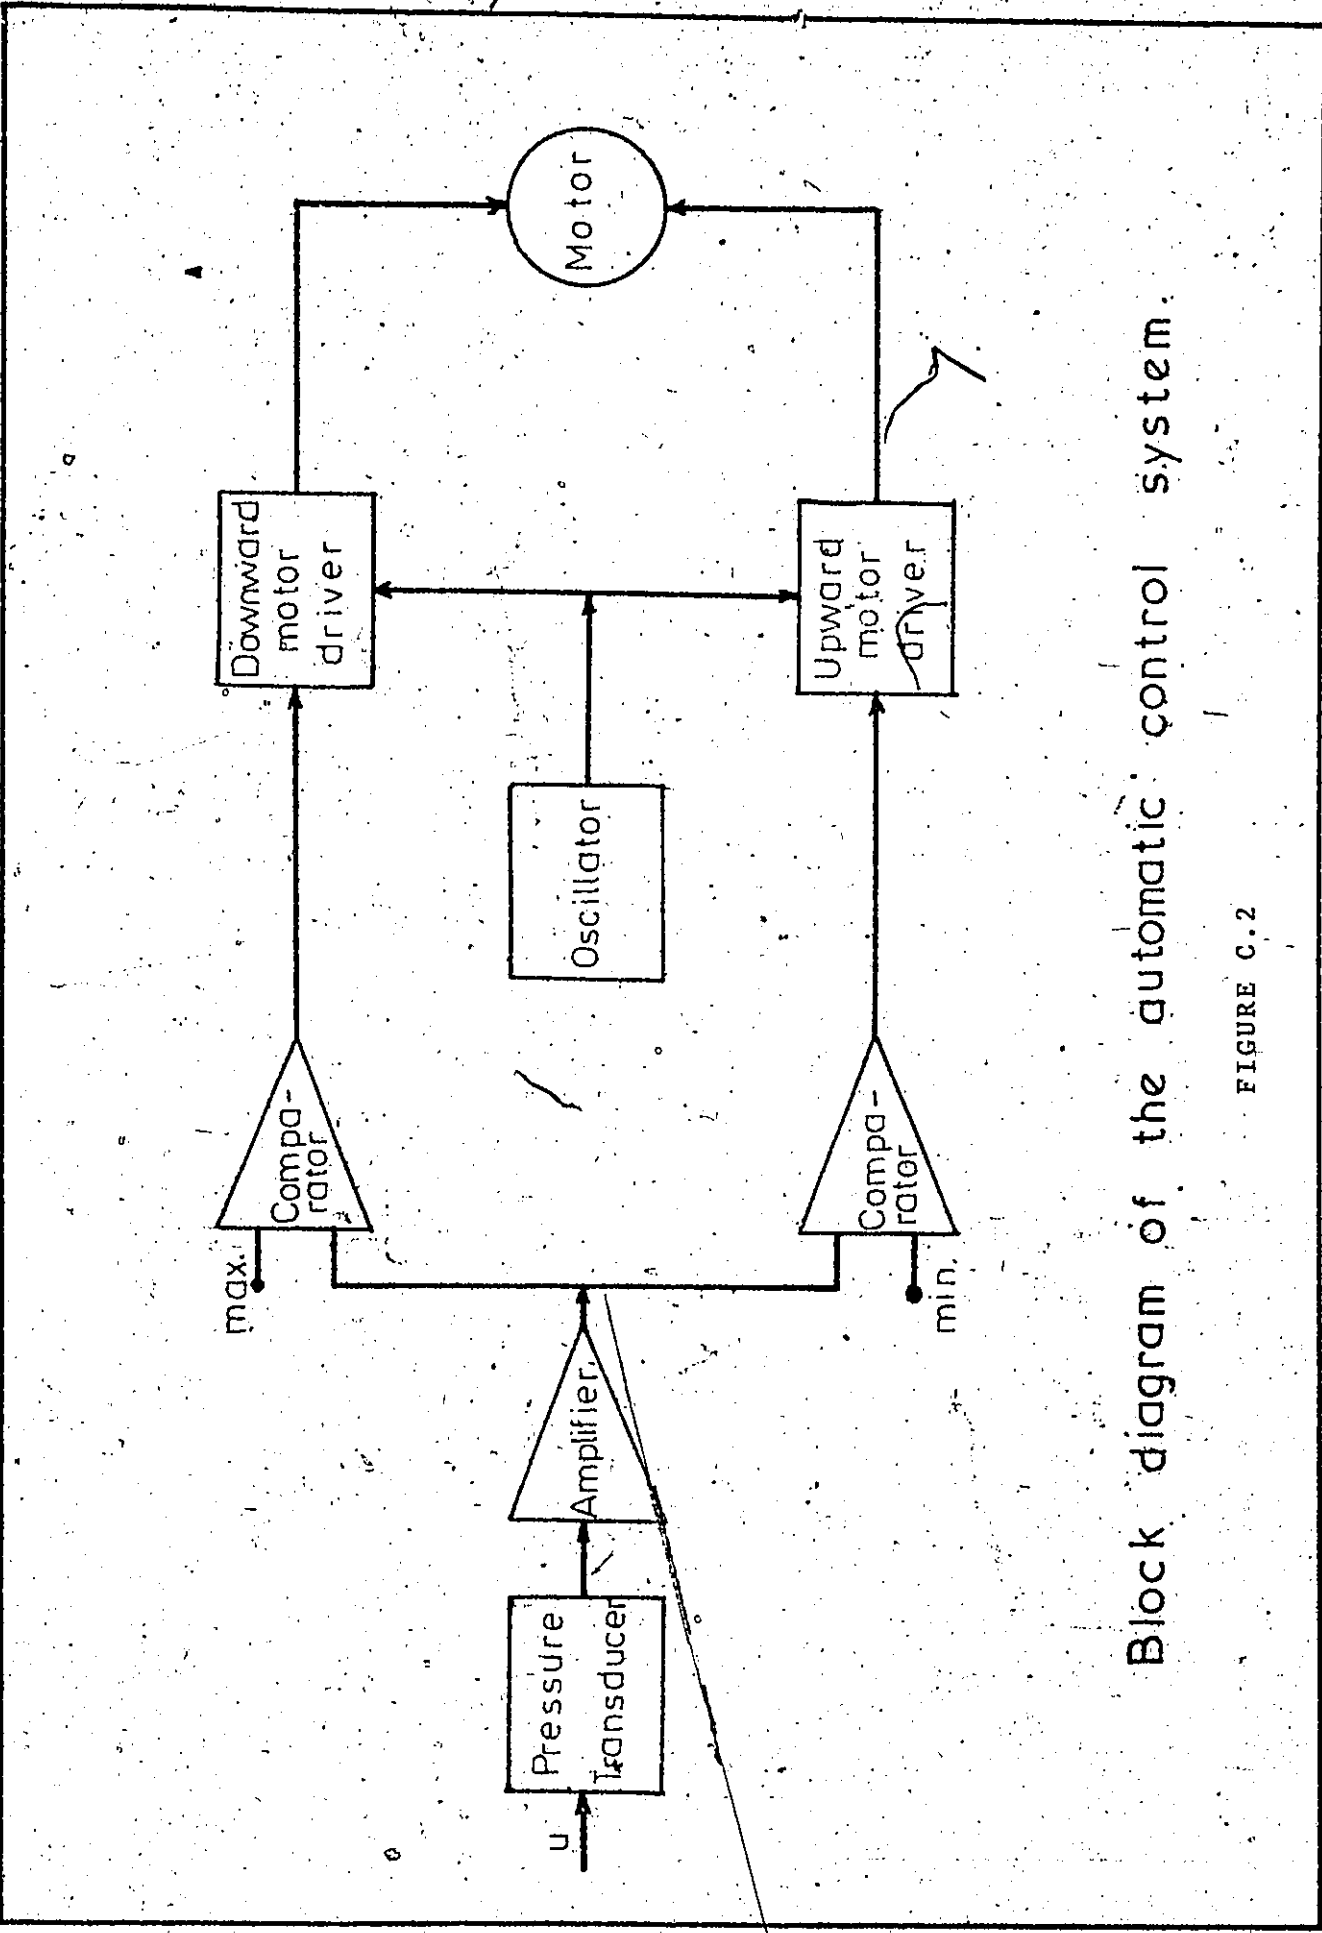 u
Pressure
Transducer
Amplifier
max.
Compa-
rator
min.
Compa-
rator
Oscillator
Downward
motor
driver
Upward
motor
driver
Motor
Block diagram of the automatic control system.
FIGURE C.2